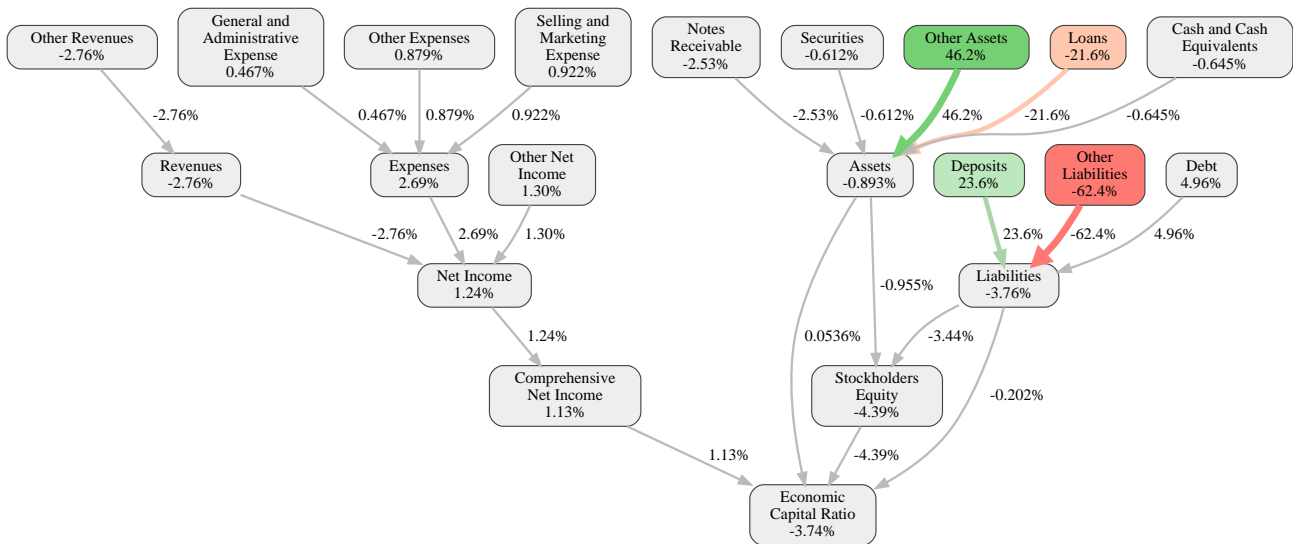 Other Revenues
-2.76%
General and
Administrative
Expense
0.467%
Other Expenses
0.879%
Selling and
Marketing
Expense
0.922%
Notes
Receivable
-2.53%
Securities
-0.612%
Other Assets
46.2%
Loans
-21.6%
Cash and Cash
Equivalents
-0.645%
-2.76%
0.467%
0.879%
0.922%
-2.53%
-0.612%
46.2%
-21.6%
-0.645%
Revenues
-2.76%
Expenses
2.69%
Other Net
Income
1.30%
Assets
-0.893%
Deposits
23.6%
Other
Liabilities
-62.4%
Debt
4.96%
-2.76%
2.69%
1.30%
23.6%
-62.4%
4.96%
Net Income
1.24%
Liabilities
-3.76%
-0.955%
1.24%
0.0536%
-3.44%
Comprehensive
Net Income
1.13%
Stockholders
Equity
-4.39%
-0.202%
1.13%
-4.39%
Economic
Capital Ratio
-3.74%